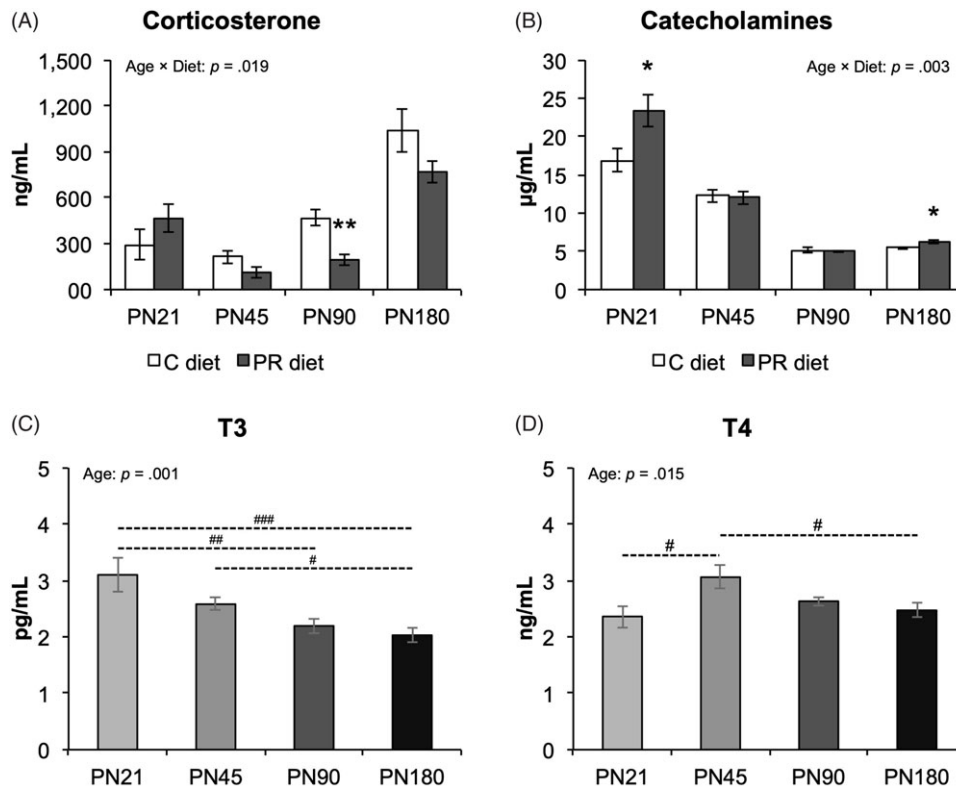 (A) Corticosterone
Age × Diet: p = .019
ng/mL
1,500
1,200
900
600
300
00
**
PN21 PN45 PN90 PN180
C diet PR diet
(B) Catecholamines
Age × Diet: p = .003
µg/mL
30
25
20
15
10
5
0
*
*
PN21 PN45 PN90 PN180
C diet PR diet
(C) T3
Age: p = .001
pg/mL
5
4
3
2
1
0
###
##
#
PN21 PN45 PN90 PN180
(D) T4
Age: p = .015
ng/mL
5
4
3
2
1
0
#
#
PN21 PN45 PN90 PN180